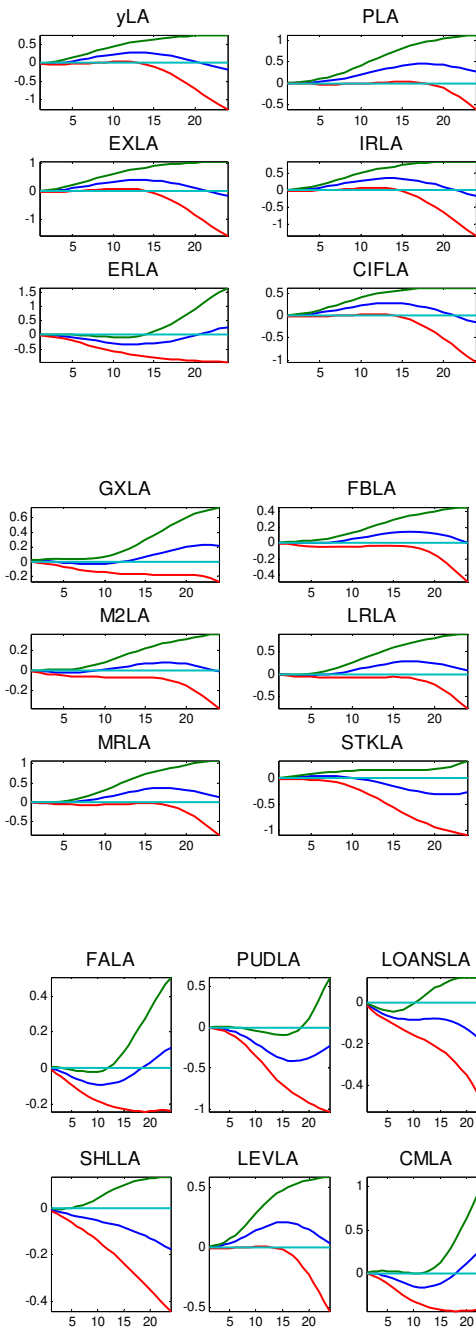 yLA PLA
0.5 0 -0.5 -1 1 0.5 0 -0.5
5 10 15 20 5 10 15 20
EXLA IRLA
1 0 -1 0.5 0 -0.5 -1
5 10 15 20 5 10 15 20
ERLA CIFLA
1.5 1 0.5 0 -0.5 0.5 0 -0.5 -1
5 10 15 20 5 10 15 20
GXLA FBLA
0.6 0.4 0.2 0 -0.2 0.4 0.2 0 -0.2 -0.4
5 10 15 20 5 10 15 20
M2LA LRLA
0.2 0 -0.2 0.5 0 -0.5
5 10 15 20 5 10 15 20
MRLA STKLA
1 0.5 0 -0.5 0 -0.5 -1
5 10 15 20 5 10 15 20
FALA PUDLA LOANSLA
0.4 0.2 0 -0.2 0.5 0 -0.5 -1 0 -0.2 -0.4
5 10 15 20 5 10 15 20 5 10 15 20
SHLLA LEVLA CMLA
0 -0.2 -0.4 0.5 0 -0.5 1 0.5 0
5 10 15 20 5 10 15 20 5 10 15 20